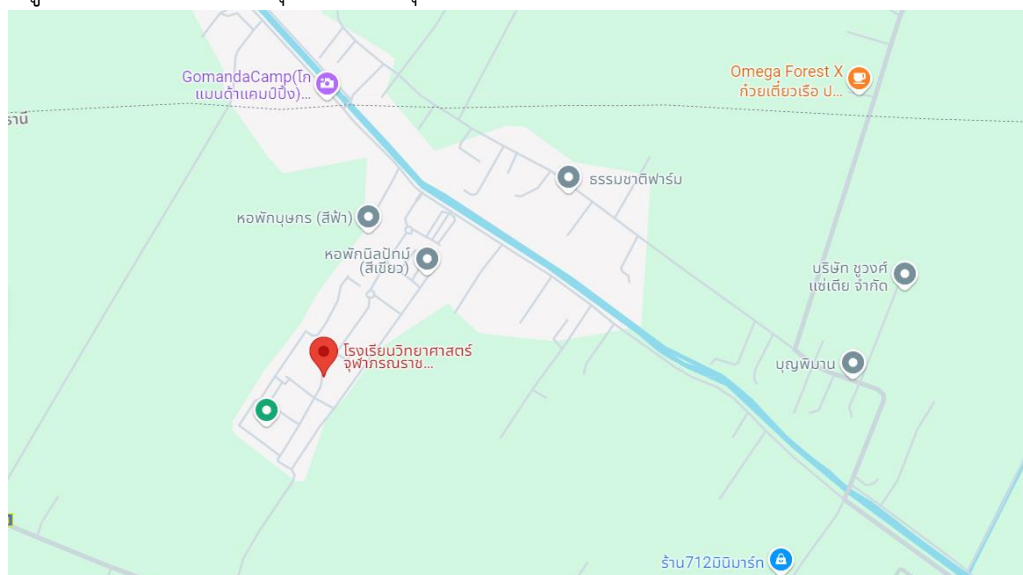 GomandaCamp(โก
แมนด้าแคมป์ปิ้ง)...
Omega Forest X
ก๋วยเตี๋ยวเรือ ป...
ธรรมชาติฟาร์ม
หอพักบุษกร (สีฟ้า)
หอพักนิลปัทม์
(สีเขียว)
บริษัท ชูวงศ์
แซ่เตีย จำกัด
โรงเรียนวิทยาศาสตร์
จุฬาภรณราช...
บุญพิมาน
ร้าน712มินิมาร์ท